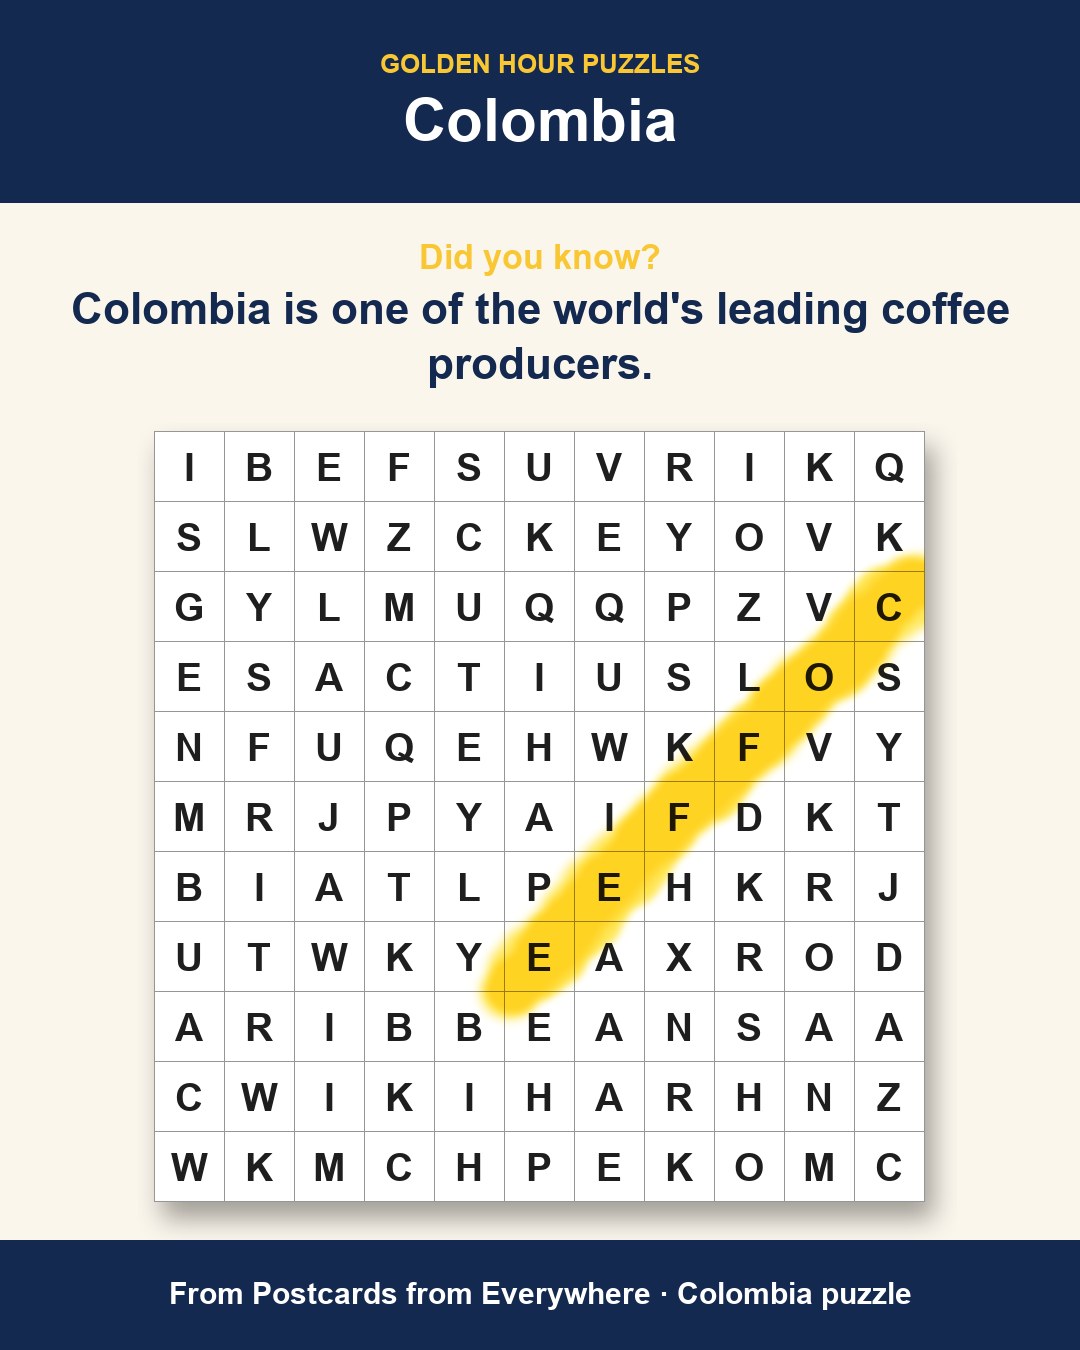 GOLDEN HOUR PUZZLES
Colombia
Did you know?
Colombia is one of the world's leading coffee
producers.
I B E F S U V R I K Q
S L W Z C K E Y O V K
G Y L M U Q Q P Z V C
E S A C T I U S L O S
N F U Q E H W K F V Y
M R J P Y A I F D K T
B I A T L P E H K R J
U T W K Y E A X R O D
A R I B B E A N S A A
C W I K I H A R H N Z
W K M C H P E K O M C
From Postcards from Everywhere · Colombia puzzle